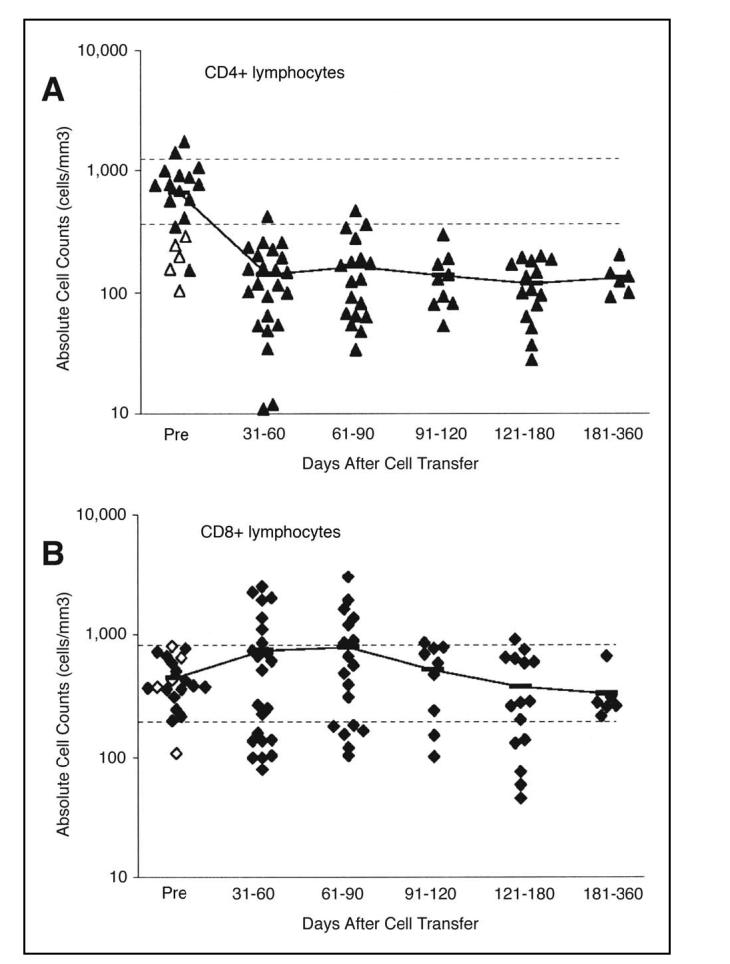 10,000
CD4+ lymphocytes
A
1,000
100
10
Absolute Cell Counts (cells/mm3)
Pre 31-60 61-90 91-120 121-180 181-360
Days After Cell Transfer
10,000
CD8+ lymphocytes
B
1,000
100
10
Absolute Cell Counts (cells/mm3)
Pre 31-60 61-90 91-120 121-180 181-360
Days After Cell Transfer